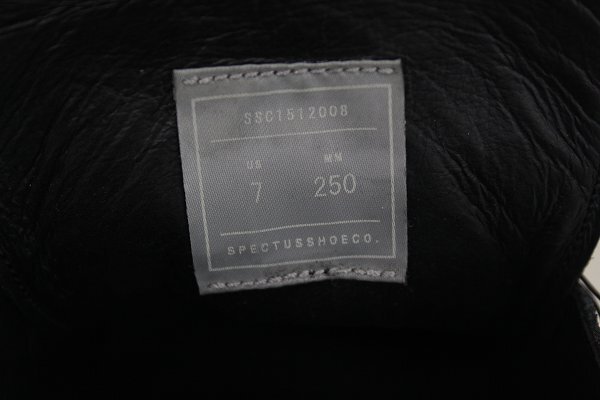 SSC1512008
US MM
7 250
SPECTUSSHOECO.